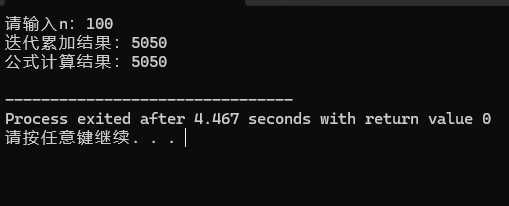 请输入n: 100
迭代累加结果: 5050
公式计算结果: 5050
--------------------------------
Process exited after 4.467 seconds with return value 0
请按任意键继续. . .